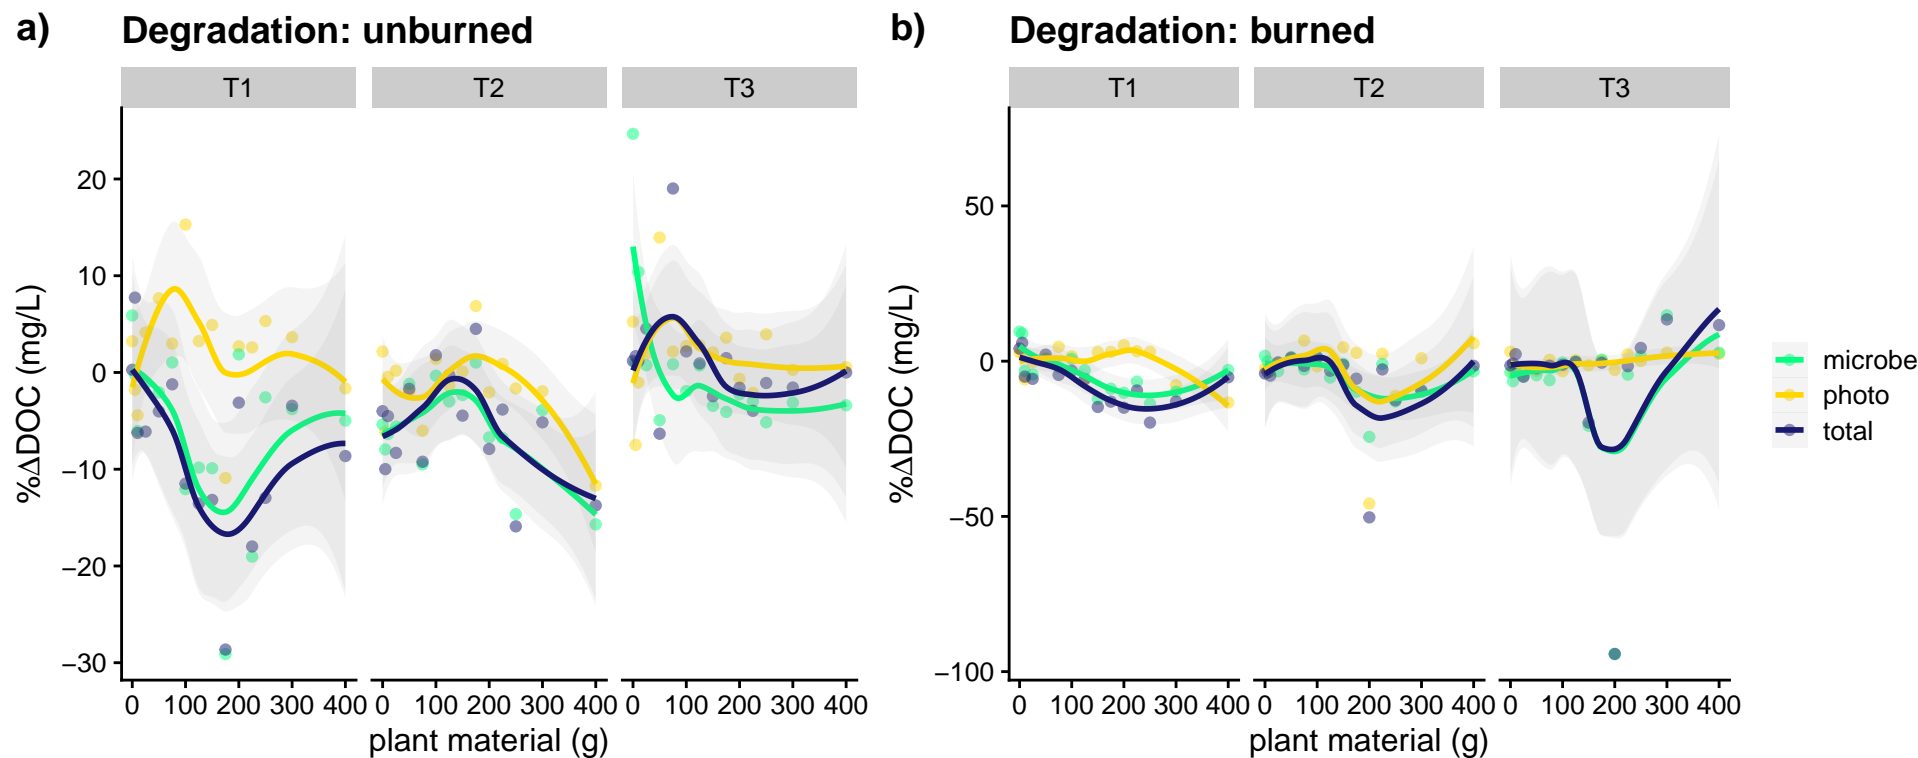 a) Degradation: unburned
b) Degradation: burned
T1 T2 T3
T1 T2 T3
%ΔDOC (mg/L)
20
10
0
−10
−20
−30
0 100 200 300 400 0 100 200 300 400 0 100 200 300 400
plant material (g)
%ΔDOC (mg/L)
50
0
−50
−100
0 100 200 300 400 0 100 200 300 400 0 100 200 300 400
plant material (g)
microbe
photo
total